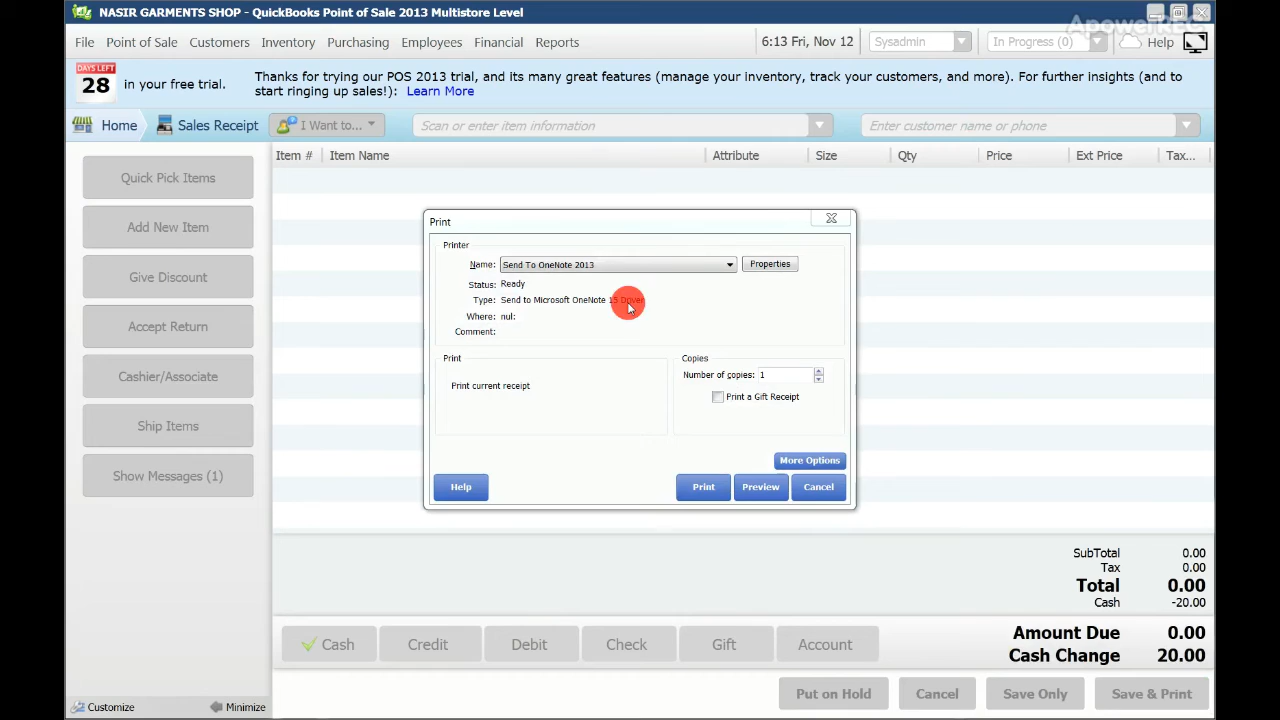 NASIR GARMENTS SHOP - QuickBooks Point of Sale 2013 Multistore Level
ApowerREC
File Point of Sale Customers Inventory Purchasing Employees Financial Reports 6:13 Fri, Nov 12 Sysadmin In Progress (0) Help
DAYS LEFT
28 in your free trial.
Thanks for trying our POS 2013 trial, and its many great features (manage your inventory, track your customers, and more). For further insights (and to
start ringing up sales!): Learn More
Home Sales Receipt I Want to... Scan or enter item information Enter customer name or phone
Item # Item Name Attribute Size Qty Price Ext Price Tax...
Quick Pick Items
Add New Item
Give Discount
Accept Return
Cashier/Associate
Ship Items
Show Messages (1)
Print
Printer
Name: Send To OneNote 2013 Properties
Status: Ready
Type: Send to Microsoft OneNote 15 Driver
Where: nul:
Comment:
Print
Print current receipt
Copies
Number of copies: 1
Print a Gift Receipt
More Options
Help Print Preview Cancel
SubTotal 0.00
Tax 0.00
Total 0.00
Cash -20.00
Cash Credit Debit Check Gift Account
Amount Due 0.00
Cash Change 20.00
Put on Hold Cancel Save Only Save & Print
Customize Minimize